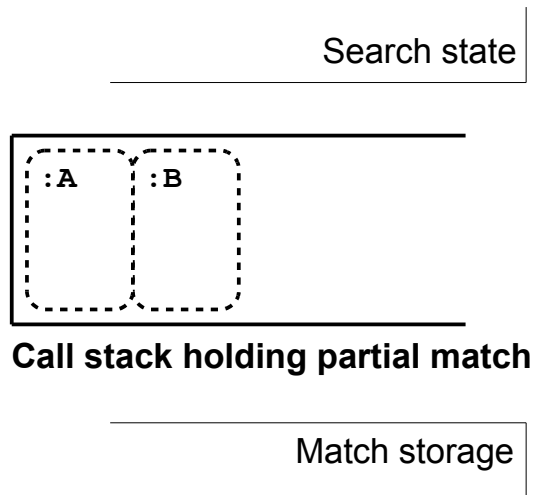 Search state
:A :B
Call stack holding partial match
Match storage